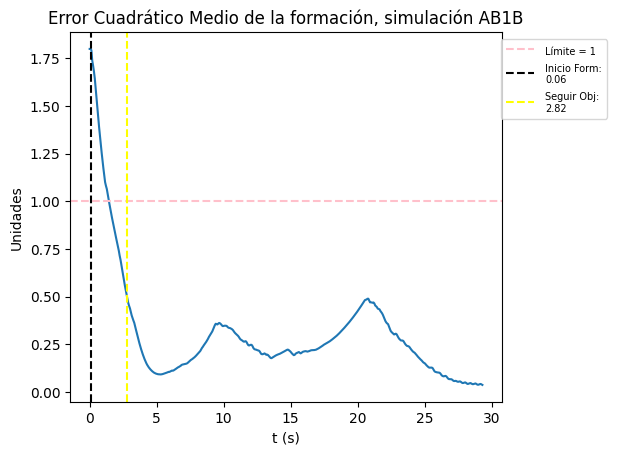 Error Cuadrático Medio de la formación, simulación AB1B
Límite = 1
Inicio Form:
0.06
Seguir Obj:
2.82
Unidades
1.75
1.50
1.25
1.00
0.75
0.50
0.25
0.00
0
5
10
15
20
25
30
t (s)